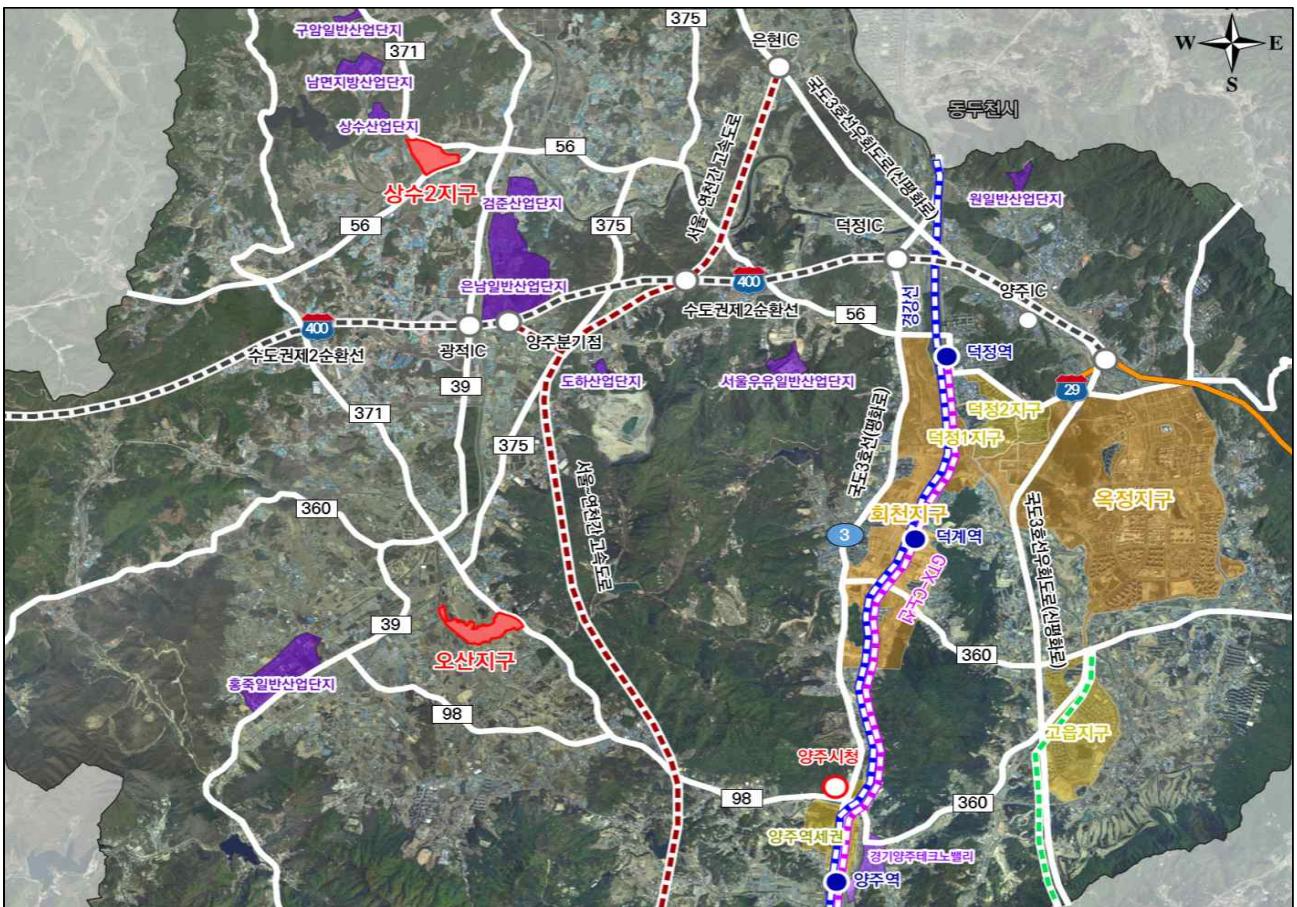 구암일반산업단지
375
371
은현IC
W
E
S
남면지방산업단지
국도3호선우회도로(신평화로)
동두천시
상수산업단지
56
서울~연천간 고속도로
상수2지구
검준산업단지
원일반산업단지
56
375
덕정IC
은남일반산업단지
400
양주IC
400
수도권제2순환선
경강선
56
수도권제2순환선
광적IC
양주분기점
덕정역
도하산업단지
서울우유일반산업단지
39
29
371
덕정2지구
375
국도3호선(평화로)
덕정1지구
서울~연천간 고속도로
옥정지구
360
회천지구
국도3호선우회도로(신평화로)
3
덕계역
GTX-C노선
39
오산지구
360
홍죽일반산업단지
98
고읍지구
양주시청
98
360
양주역세권
경기양주테크노밸리
양주역